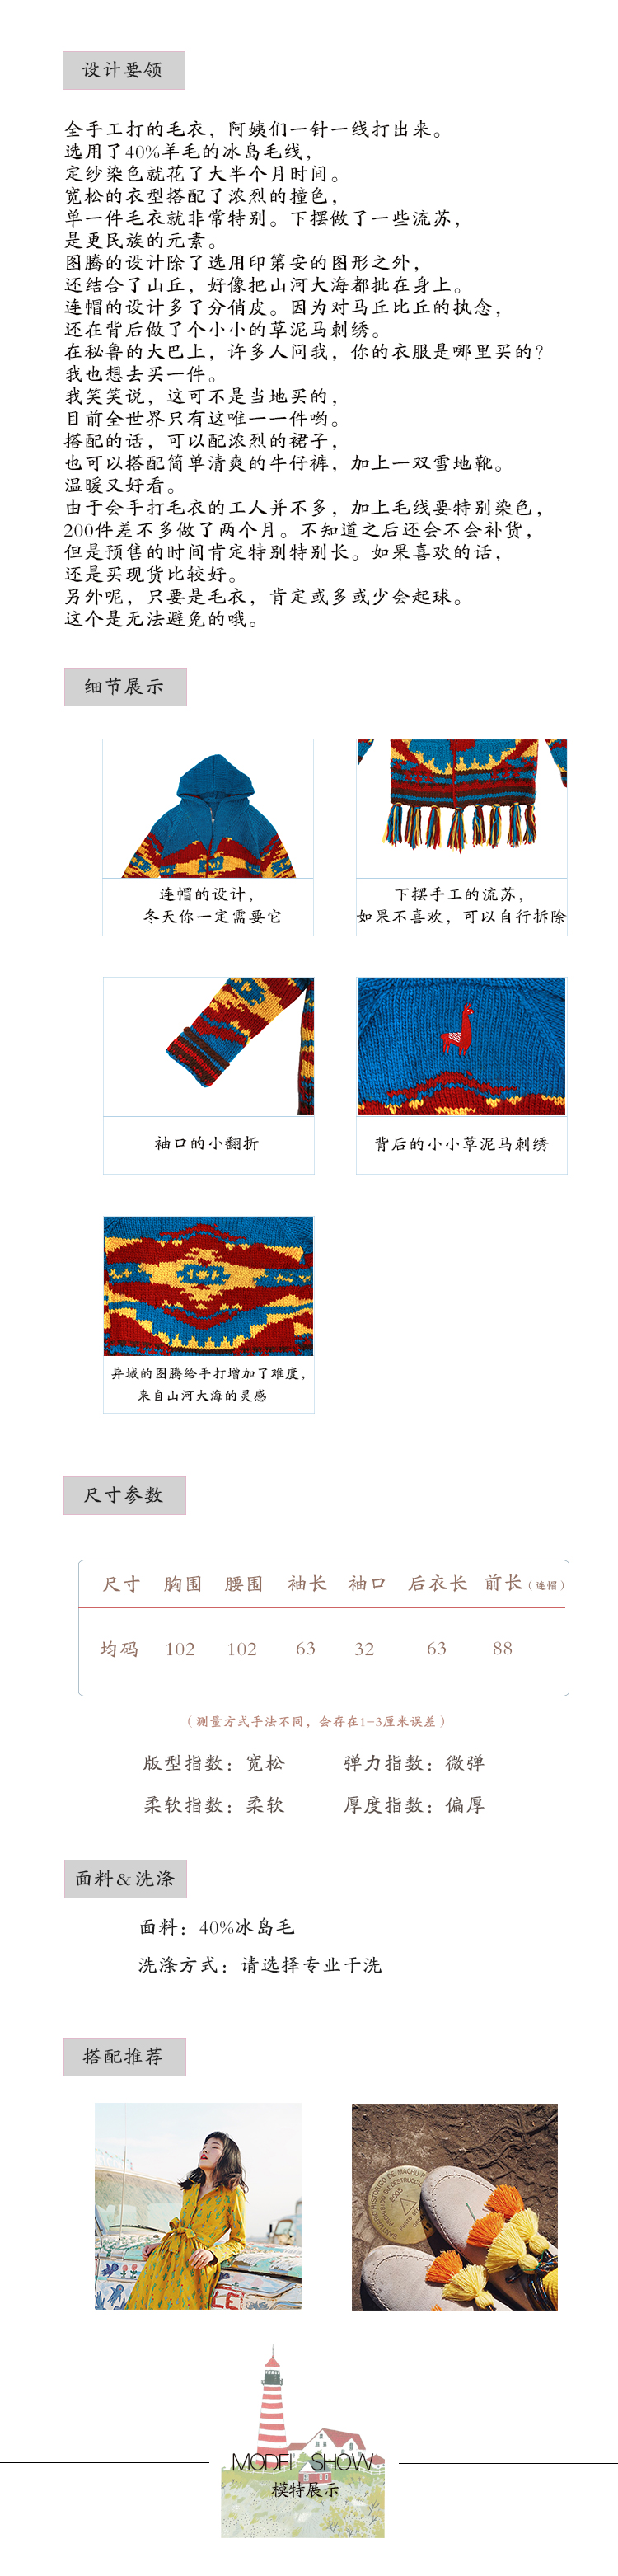 设计要领
全手工打的毛衣，阿姨们一针一线打出来。
选用了40%羊毛的冰岛毛线，
定纱染色就花了大半个月时间。
宽松的衣型搭配了浓烈的撞色，
单一件毛衣就非常特别。下摆做了一些流苏，
是更民族的元素。
图腾的设计除了选用印第安的图形之外，
还结合了山丘，好像把山河大海都批在身上。
连帽的设计多了分俏皮。因为对马丘比丘的执念，
还在背后做了个小小的草泥马刺绣。
在秘鲁的大巴上，许多人问我，你的衣服是哪里买的？
我也想去买一件。
我笑笑说，这可不是当地买的，
目前全世界只有这唯一一件哟。
搭配的话，可以配浓烈的裙子，
也可以搭配简单清爽的牛仔裤，加上一双雪地靴。
温暖又好看。
由于会手打毛衣的工人并不多，加上毛线要特别染色，
200件差不多做了两个月。不知道之后还会不会补货，
但是预售的时间肯定特别特别长。如果喜欢的话，
还是买现货比较好。
另外呢，只要是毛衣，肯定或多或少会起球。
这个是无法避免的哦。
细节展示
连帽的设计，
冬天你一定需要它
下摆手工的流苏，
如果不喜欢，可以自行拆除
袖口的小翻折
背后的小小草泥马刺绣
异域的图腾给手打增加了难度，
来自山河大海的灵感
尺寸参数
尺寸 胸围 腰围 袖长 袖口 后衣长 前长（连帽）
均码 102 102 63 32 63 88
（测量方式手法不同，会存在1-3厘米误差）
版型指数：宽松 弹力指数：微弹
柔软指数：柔软 厚度指数：偏厚
面料&洗涤
面料：40%冰岛毛
洗涤方式：请选择专业干洗
搭配推荐
MODEL SHOW
模特展示